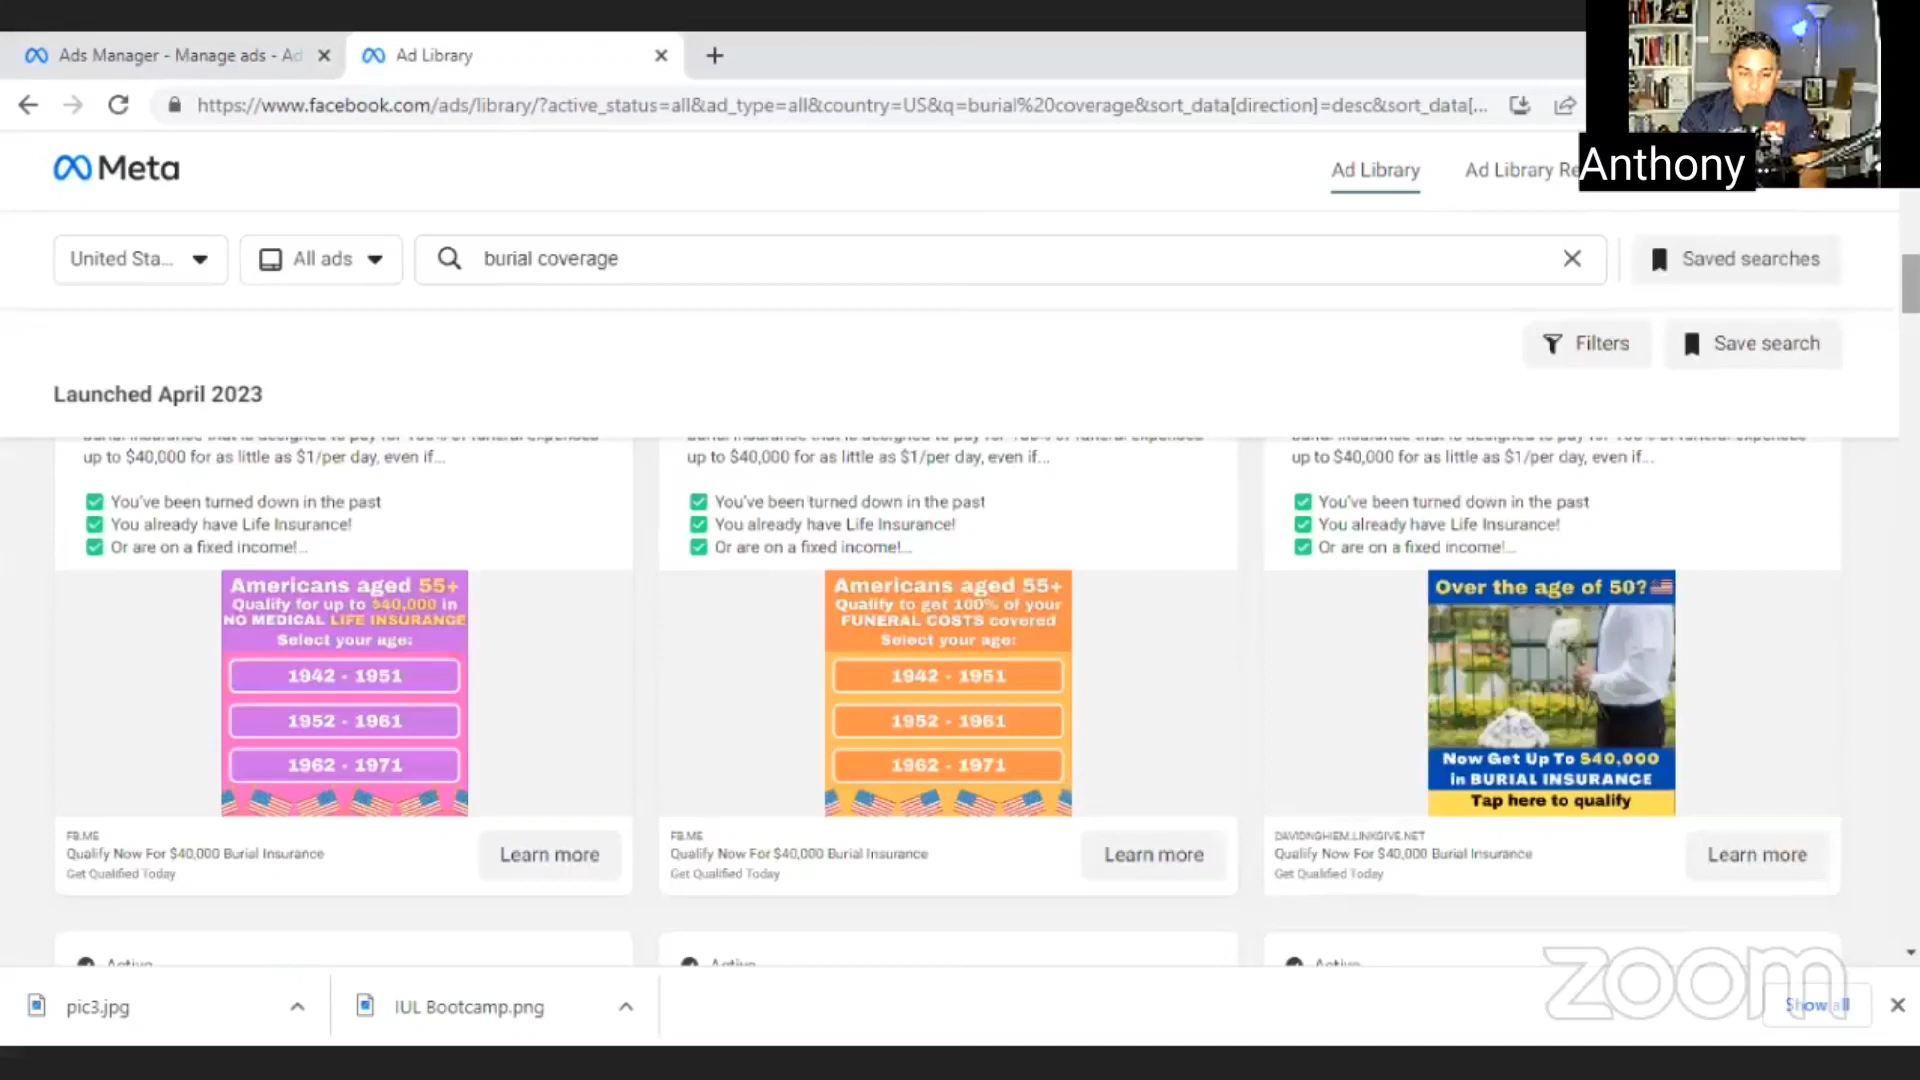 Ads Manager - Manage ads - Ad
Ad Library
https://www.facebook.com/ads/library/?active_status=all&ad_type=all&country=US&q=burial%20coverage&sort_data[direction]=desc&sort_data[...
Meta
Ad Library
Ad Library Re
Anthony
United Sta...
All ads
burial coverage
Saved searches
Filters
Save search
Launched April 2023
up to $40,000 for as little as $1/per day, even if...
You've been turned down in the past
You already have Life Insurance!
Or are on a fixed income!...
Americans aged 55+
Qualify for up to $40,000 in
NO MEDICAL LIFE INSURANCE
Select your age:
1942 - 1951
1952 - 1961
1962 - 1971
FB.ME
Qualify Now For $40,000 Burial Insurance
Get Qualified Today
Learn more
up to $40,000 for as little as $1/per day, even if...
You've been turned down in the past
You already have Life Insurance!
Or are on a fixed income!...
Americans aged 55+
Qualify to get 100% of your
FUNERAL COSTS covered
Select your age:
1942 - 1951
1952 - 1961
1962 - 1971
FB.ME
Qualify Now For $40,000 Burial Insurance
Get Qualified Today
Learn more
up to $40,000 for as little as $1/per day, even if...
You've been turned down in the past
You already have Life Insurance!
Or are on a fixed income!...
Over the age of 50?
Now Get Up To $40,000
in BURIAL INSURANCE
Tap here to qualify
DAVIDNGHIEM.LINKGIVE.NET
Qualify Now For $40,000 Burial Insurance
Get Qualified Today
Learn more
Active
Active
Active
pic3.jpg
IUL Bootcamp.png
zoom
Show all